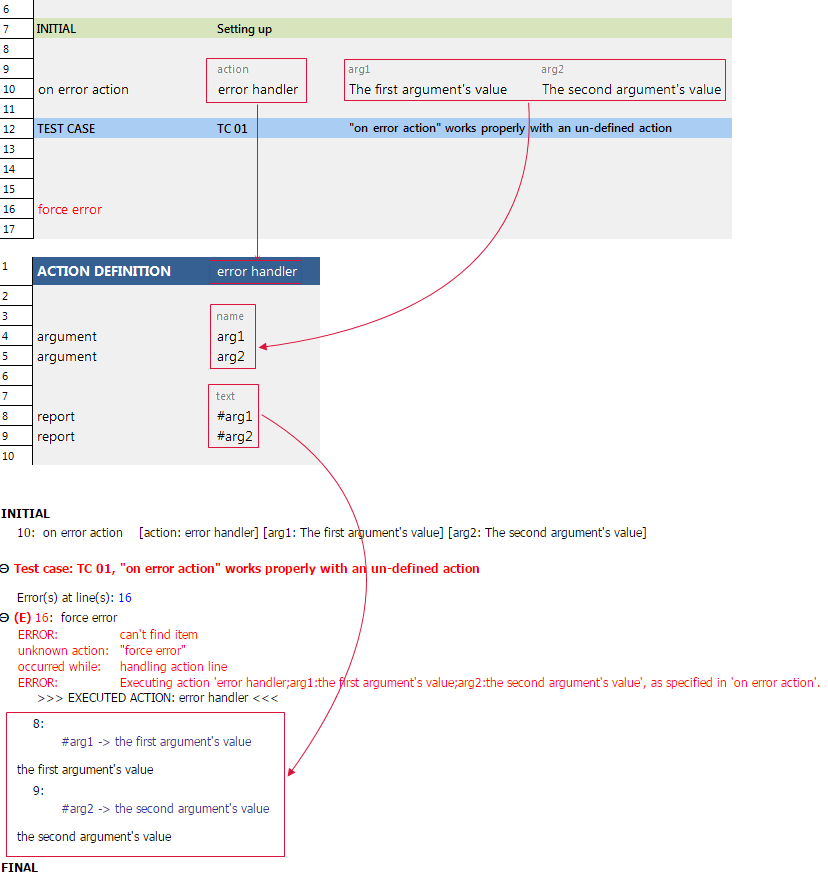 6
7 INITIAL Setting up
8
9 action arg1 arg2
10 on error action error handler The first argument's value The second argument's value
11
12 TEST CASE TC 01 "on error action" works properly with an un-defined action
13
14
15
16 force error
17
1 ACTION DEFINITION error handler
2
3 name
4 argument arg1
5 argument arg2
6
7 text
8 report #arg1
9 report #arg2
10
INITIAL
10: on error action [action: error handler] [arg1: The first argument's value] [arg2: The second argument's value]
Test case: TC 01, "on error action" works properly with an un-defined action
Error(s) at line(s): 16
(E) 16: force error
ERROR: can't find item
unknown action: "force error"
occurred while: handling action line
ERROR: Executing action 'error handler;arg1:the first argument's value;arg2:the second argument's value', as specified in 'on error action'.
>>> EXECUTED ACTION: error handler <<<
8:
#arg1 -> the first argument's value
the first argument's value
9:
#arg2 -> the second argument's value
the second argument's value
FINAL